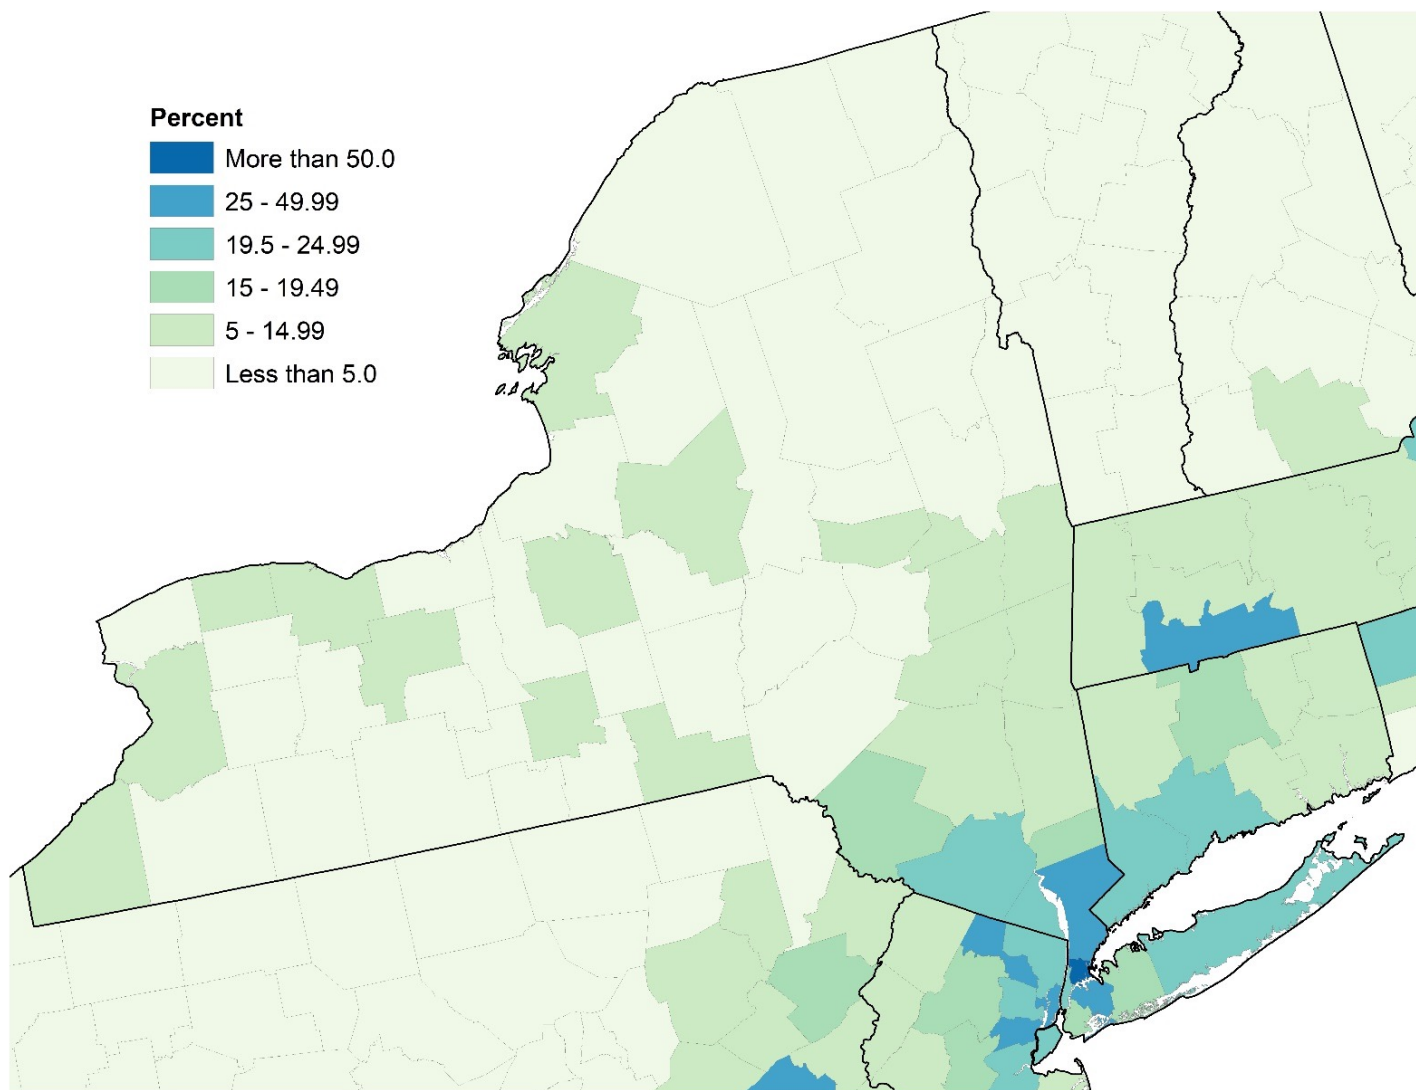 Percent
More than 50.0
25 - 49.99
19.5 - 24.99
15 - 19.49
5 - 14.99
Less than 5.0